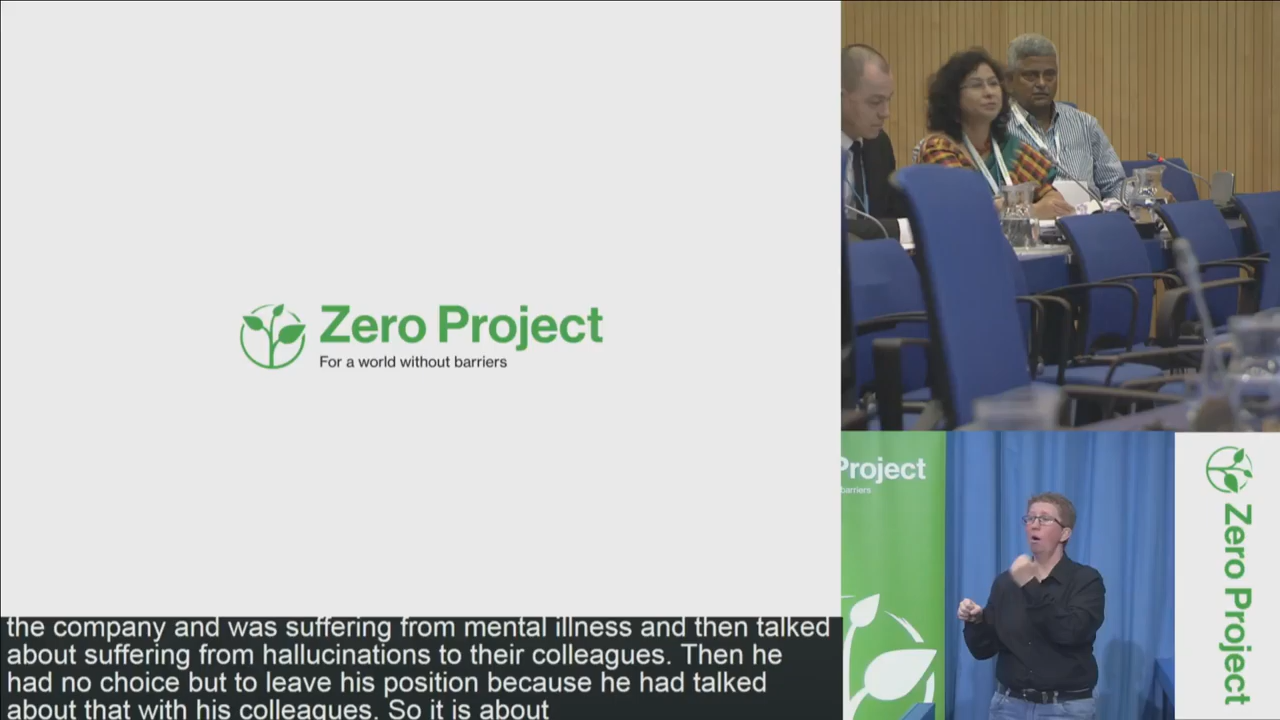 Zero Project
For a world without barriers
the company and was suffering from mental illness and then talked
about suffering from hallucinations to their colleagues. Then he
had no choice but to leave his position because he had talked
about that with his colleagues. So it is about
Project
barriers
Zero Project